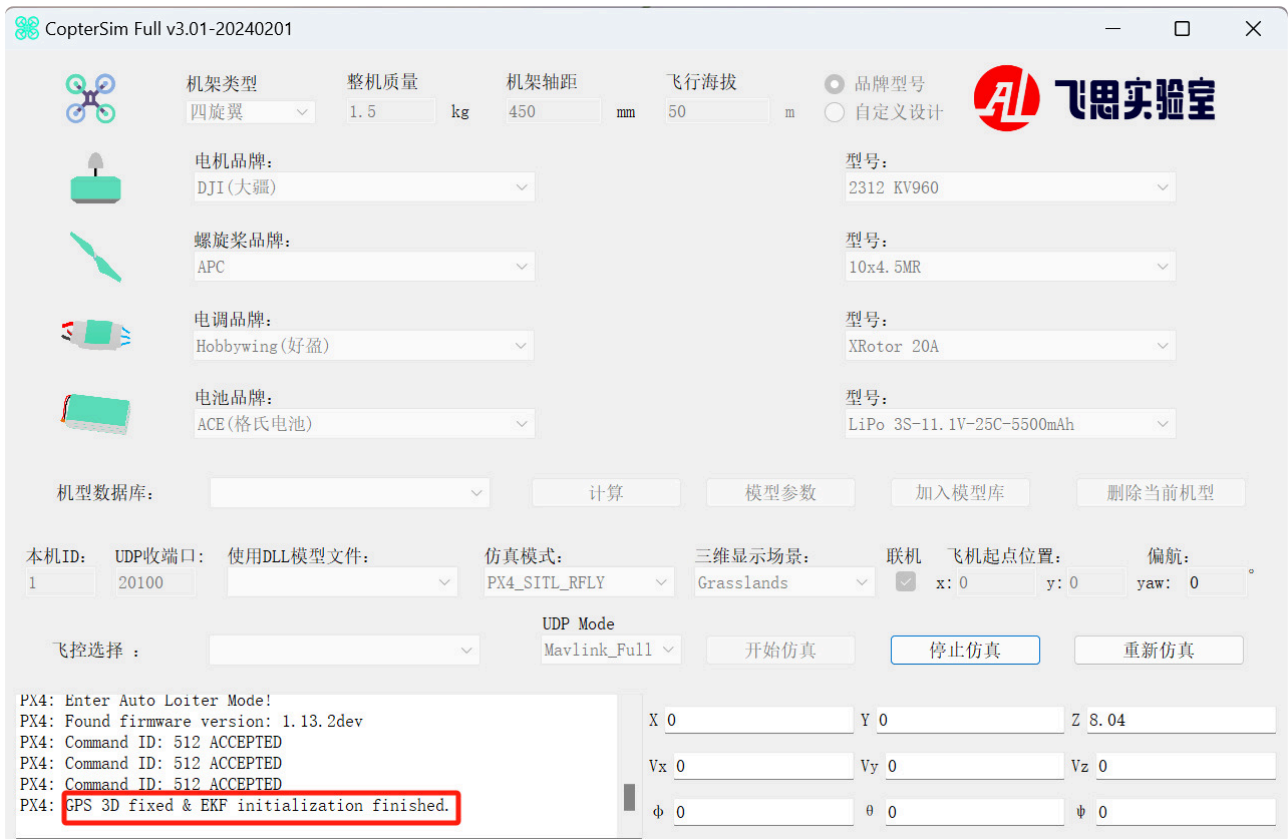 CopterSim Full v3.01-20240201
机架类型 整机质量 机架轴距 飞行海拔 品牌型号
四旋翼 1.5 kg 450 mm 50 m 自定义设计
飞思实验室
电机品牌: 型号:
DJI(大疆) 2312 KV960
螺旋桨品牌: 型号:
APC 10x4.5MR
电调品牌: 型号:
Hobbywing(好盈) XRotor 20A
电池品牌: 型号:
ACE(格氏电池) LiPo 3S-11.1V-25C-5500mAh
机型数据库: 计算 模型参数 加入模型库 删除当前机型
本机ID: UDP收端口: 使用DLL模型文件: 仿真模式: 三维显示场景: 联机 飞机起点位置: 偏航:
1 20100 PX4_SITL_RFLY Grasslands x: 0 y: 0 yaw: 0 °
UDP Mode
飞控选择 : Mavlink_Full 开始仿真 停止仿真 重新仿真
PX4: Enter Auto Loiter Mode!
PX4: Found firmware version: 1.13.2dev
PX4: Command ID: 512 ACCEPTED
PX4: Command ID: 512 ACCEPTED
PX4: Command ID: 512 ACCEPTED
PX4: GPS 3D fixed & EKF initialization finished.
X 0 Y 0 Z 8.04
Vx 0 Vy 0 Vz 0
ϕ 0 θ 0 ψ 0